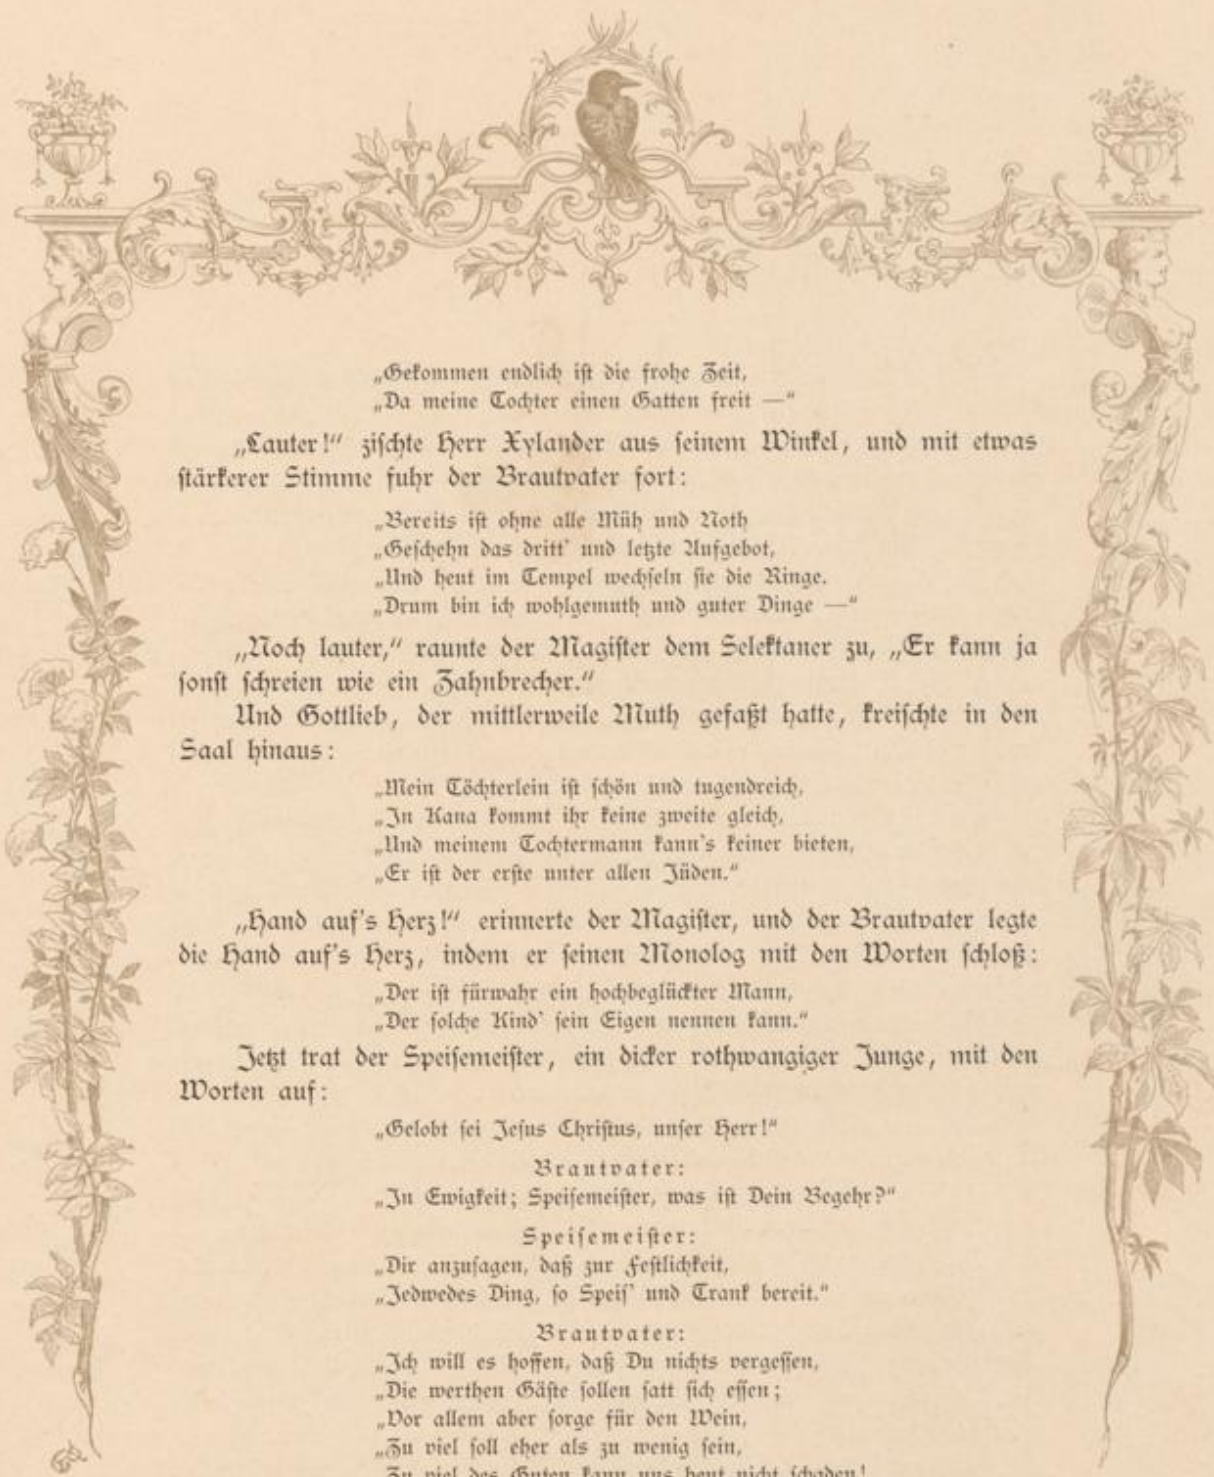 „Gekommen endlich ist die frohe Zeit,
„Da meine Tochter einen Gatten freit —“
„Lauter!“ zischte Herr Xylander aus seinem Winkel, und mit etwas
stärkerer Stimme fuhr der Brautvater fort:
„Bereits ist ohne alle Müh und Noth
„Geschehn das dritt' und letzte Aufgebot,
„Und heut im Tempel wechseln sie die Ringe.
„Drum bin ich wohlgemuth und guter Dinge —“
„Noch lauter,“ raunte der Magister dem Selektaner zu, „Er kann ja
sonst schreien wie ein Zahnbrecher.“
Und Gottlieb, der mittlerweile Muth gefaßt hatte, kreischte in den
Saal hinaus:
„Mein Töchterlein ist schön und tugendreich,
„In Kana kommt ihr keine zweite gleich,
„Und meinem Tochtermann kann's keiner bieten,
„Er ist der erste unter allen Jüden.“
„Hand auf's Herz!“ erinnerte der Magister, und der Brautvater legte
die Hand auf's Herz, indem er seinen Monolog mit den Worten schloß:
„Der ist fürwahr ein hochbeglückter Mann,
„Der solche Kind' sein Eigen nennen kann.“
Jetzt trat der Speisemeister, ein dicker rothwangiger Junge, mit den
Worten auf:
„Gelobt sei Jesus Christus, unser Herr!“
Brautvater:
„In Ewigkeit; Speisemeister, was ist Dein Begehr?“
Speisemeister:
„Dir anzusagen, daß zur Festlichkeit,
„Jedwedes Ding, so Speis' und Trank bereit.“
Brautvater:
„Ich will es hoffen, daß Du nichts vergessen,
„Die werthen Gäste sollen satt sich essen;
„Vor allem aber sorge für den Wein,
„Zu viel soll eher als zu wenig sein,
„Zu viel des Guten kann uns heut nicht schaden!